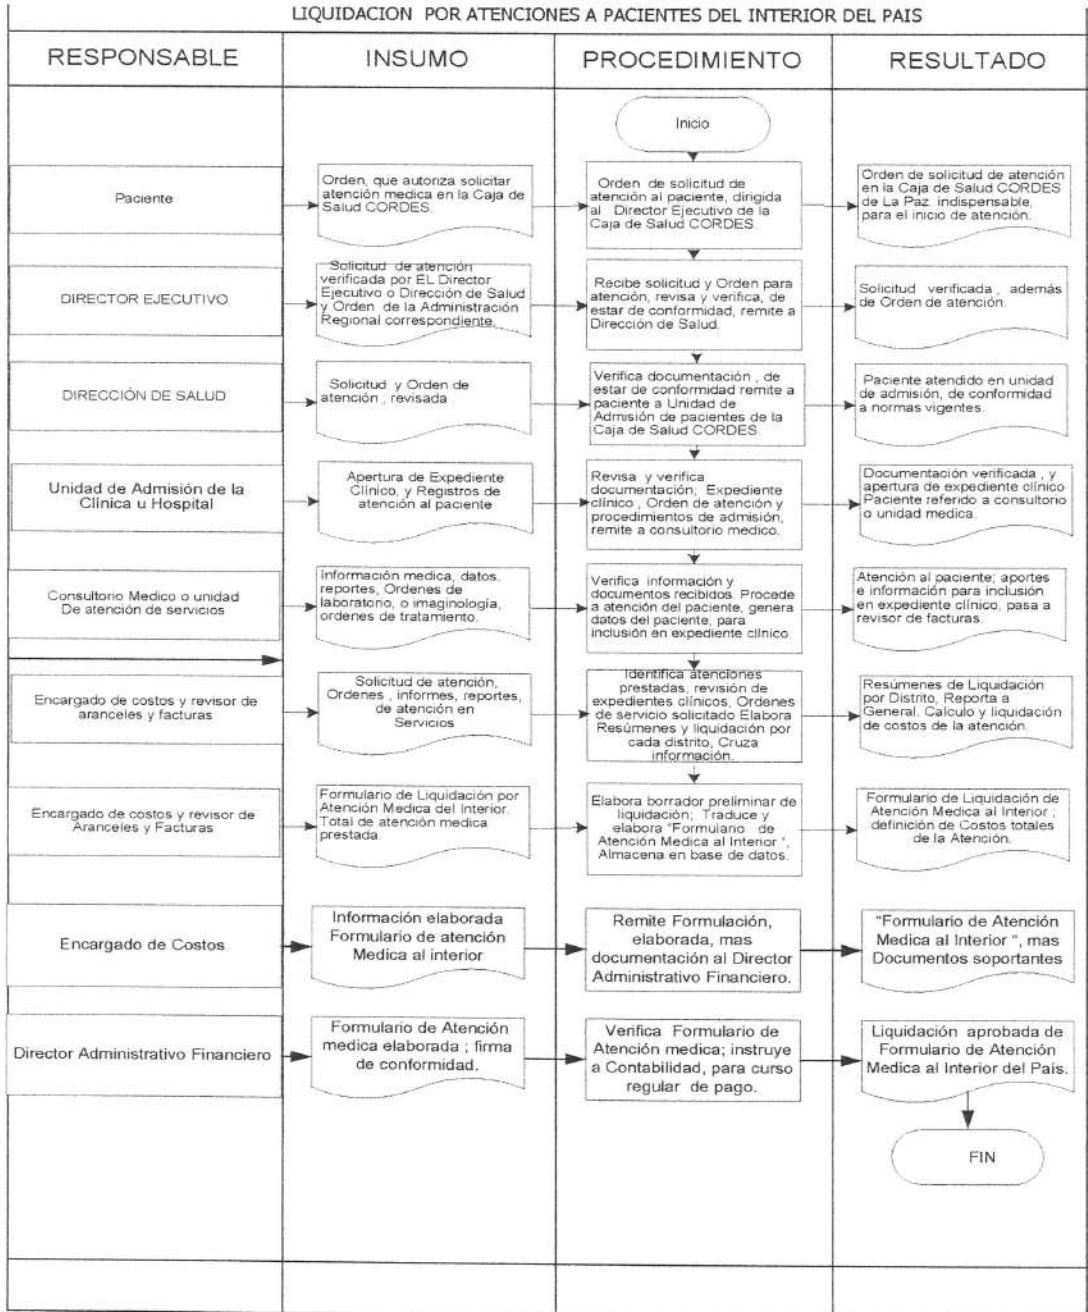 LIQUIDACION POR ATENCIONES A PACIENTES DEL INTERIOR DEL PAIS
RESPONSABLE
INSUMO
PROCEDIMIENTO
RESULTADO
Inicio
Paciente
Orden, que autoriza solicitar
atención medica en la Caja de
Salud CORDES.
Orden de solicitud de
atención al paciente, dirigida
al Director Ejecutivo de la
Caja de Salud CORDES.
Orden de solicitud de atención
en la Caja de Salud CORDES
de La Paz. indispensable,
para el inicio de atención.
DIRECTOR EJECUTIVO
Solicitud de atención
verificada por EL Director
Ejecutivo o Dirección de Salud
y Orden de la Administración
Regional correspondiente.
Recibe solicitud y Orden para
atención, revisa y verifica, de
estar de conformidad, remite a
Dirección de Salud.
Solicitud verificada , además
de Orden de atención.
DIRECCIÓN DE SALUD
Solicitud y Orden de
atención , revisada
Verifica documentación , de
estar de conformidad remite a
paciente a Unidad de
Admisión de pacientes de la
Caja de Salud CORDES.
Paciente atendido en unidad
de admisión, de conformidad
a normas vigentes.
Unidad de Admisión de la
Clínica u Hospital
Apertura de Expediente
Clínico, y Registros de
atención al paciente
Revisa y verifica
documentación; Expediente
clínico , Orden de atención y
procedimientos de admisión,
remite a consultorio medico.
Documentación verificada , y
apertura de expediente clínico
Paciente referido a consultorio
o unidad medica.
Consultorio Medico o unidad
De atención de servicios
Información medica, datos,
reportes, Ordenes de
laboratorio, o imaginología,
ordenes de tratamiento.
Verifica información y
documentos recibidos. Procede
a atención del paciente, genera
datos del paciente, para
inclusión en expediente clínico
Atención al paciente; aportes
e información para inclusión
en expediente clínico, pasa a
revisor de facturas.
Encargado de costos y revisor de
aranceles y facturas
Solicitud de atención,
Ordenes , informes, reportes,
de atención en
Servicios
Identifica atenciones
prestadas, revisión de
expedientes clínicos, Ordenes
de servicio solicitado Elabora
Resúmenes y liquidación por
cada distrito, Cruza
información.
Resúmenes de Liquidación
por Distrito, Reporta a
General. Calculo y liquidación
de costos de la atención.
Encargado de costos y revisor de
Aranceles y Facturas
Formulario de Liquidación por
Atención Medica del Interior.
Total de atención medica
prestada.
Elabora borrador preliminar de
liquidación; Traduce y
elabora "Formulario de
Atención Medica al Interior ",
Almacena en base de datos.
Formulario de Liquidación de
Atención Medica al Interior ;
definición de Costos totales
de la Atención.
Encargado de Costos
Información elaborada
Formulario de atención
Medica al interior
Remite Formulación,
elaborada, mas
documentación al Director
Administrativo Financiero.
"Formulario de Atención
Medica al Interior ", mas
Documentos soportantes
Director Administrativo Financiero
Formulario de Atención
medica elaborada ; firma
de conformidad.
Verifica Formulario de
Atención medica; instruye
a Contabilidad, para curso
regular de pago.
Liquidación aprobada de
Formulario de Atención
Medica al Interior del País.
FIN